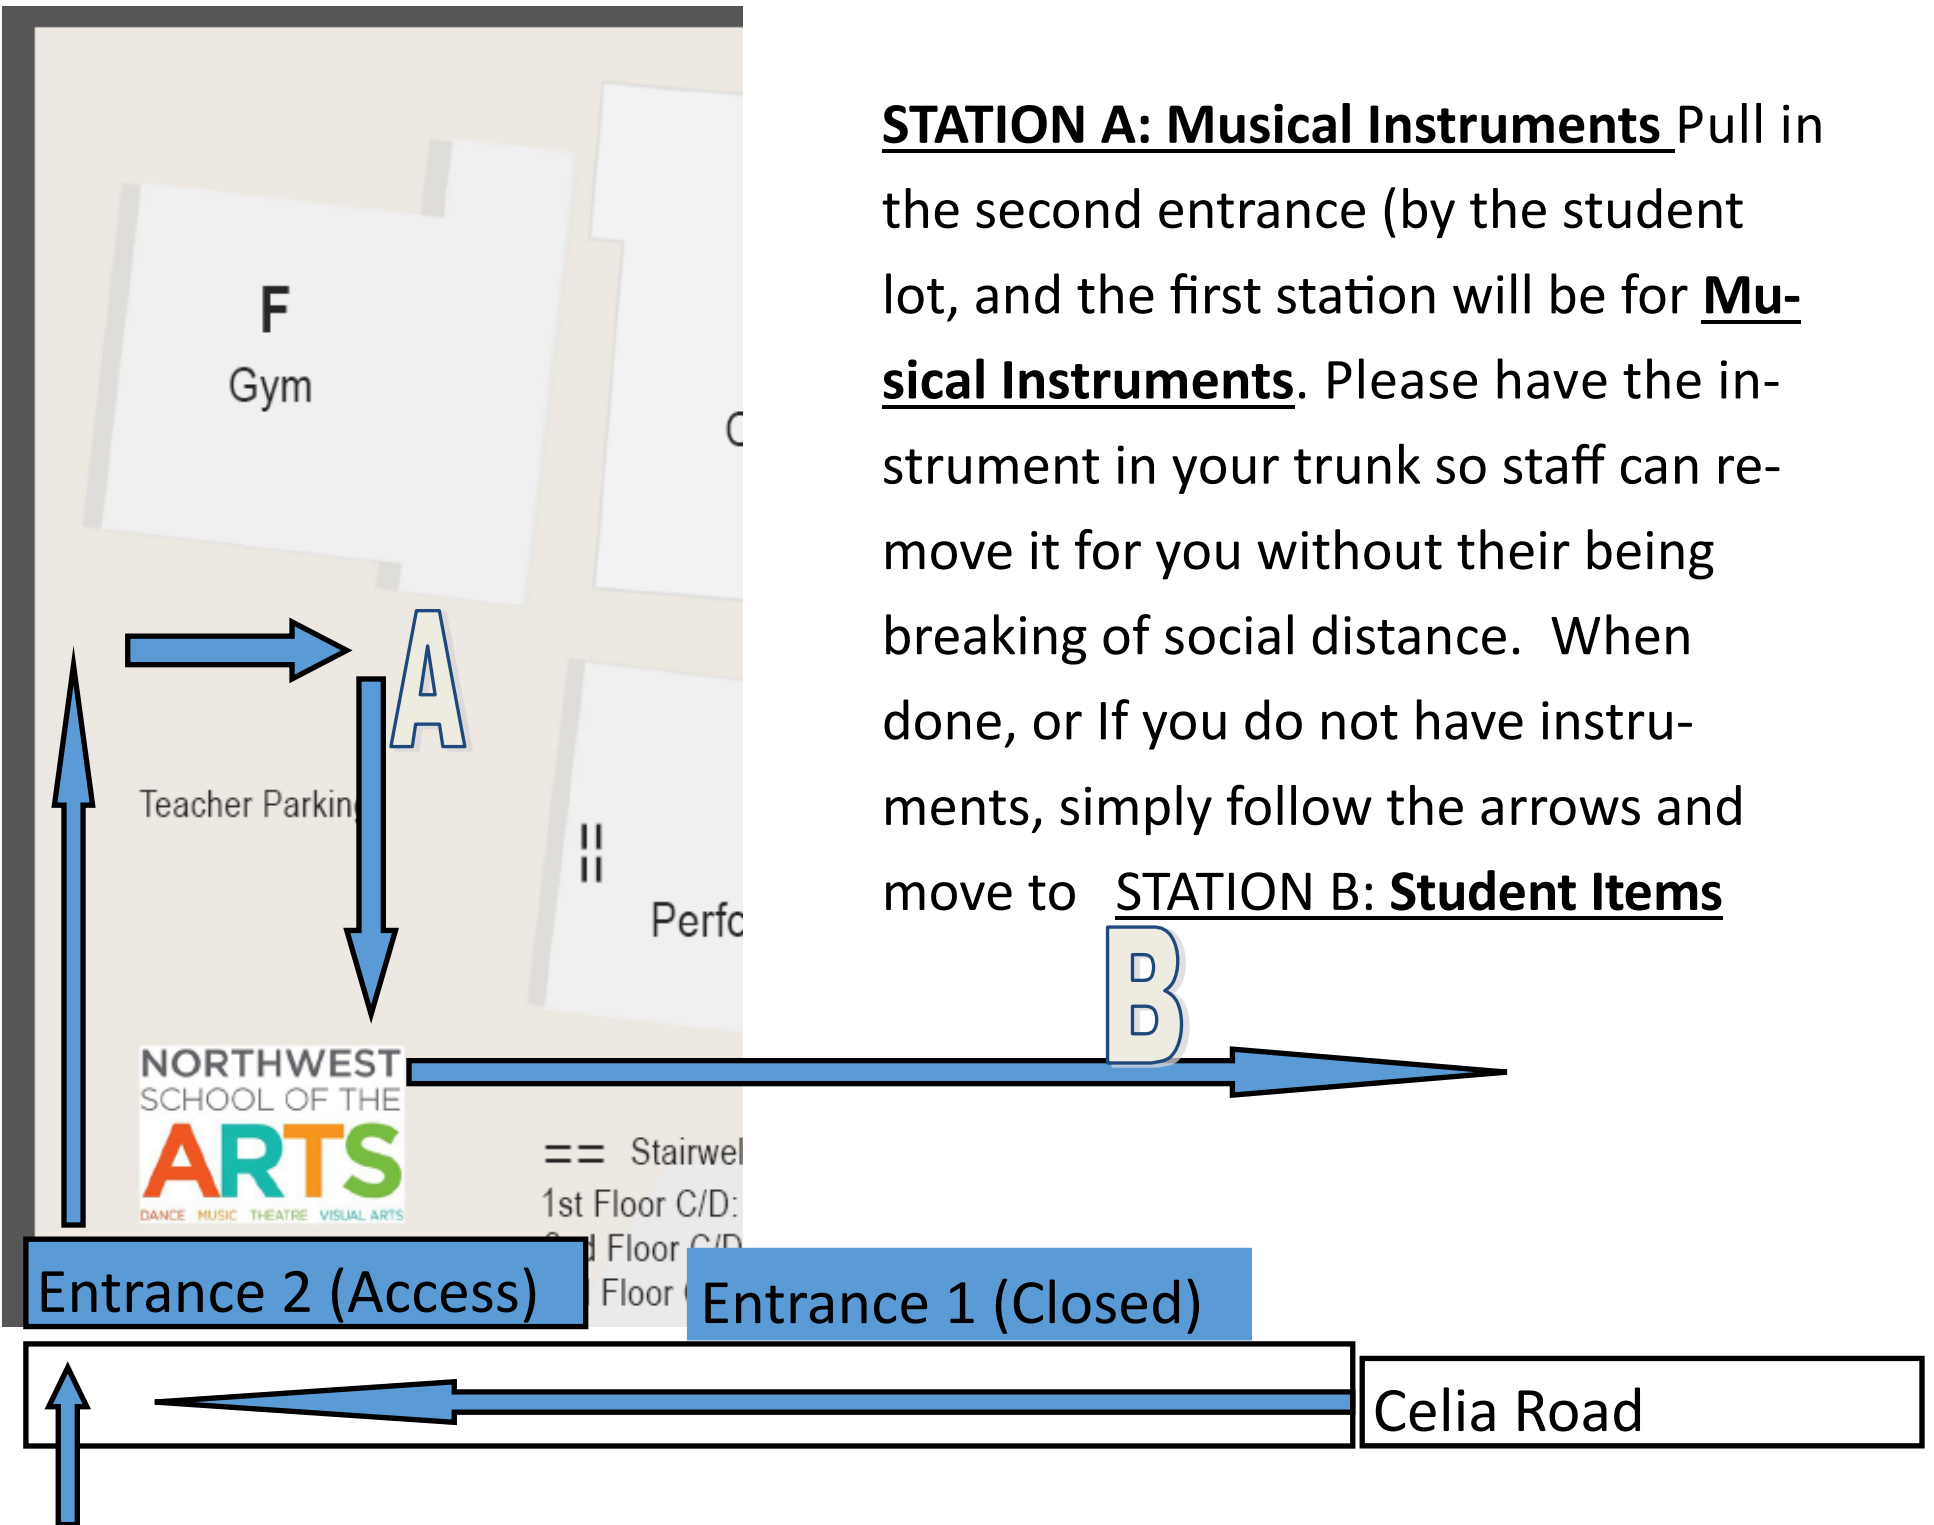 STATION A: Musical Instruments Pull in
the second entrance (by the student
lot, and the first station will be for Mu-
sical Instruments. Please have the in-
strument in your trunk so staff can re-
move it for you without their being
breaking of social distance.  When
done, or If you do not have instru-
ments, simply follow the arrows and
move to   STATION B: Student Items
F
Gym
A
Teacher Parking
Perfo
B
NORTHWEST
SCHOOL OF THE
ARTS
DANCE MUSIC THEATRE VISUAL ARTS
== Stairwel
1st Floor C/D:
Floor C/D
Floor
Entrance 2 (Access)
Entrance 1 (Closed)
Celia Road